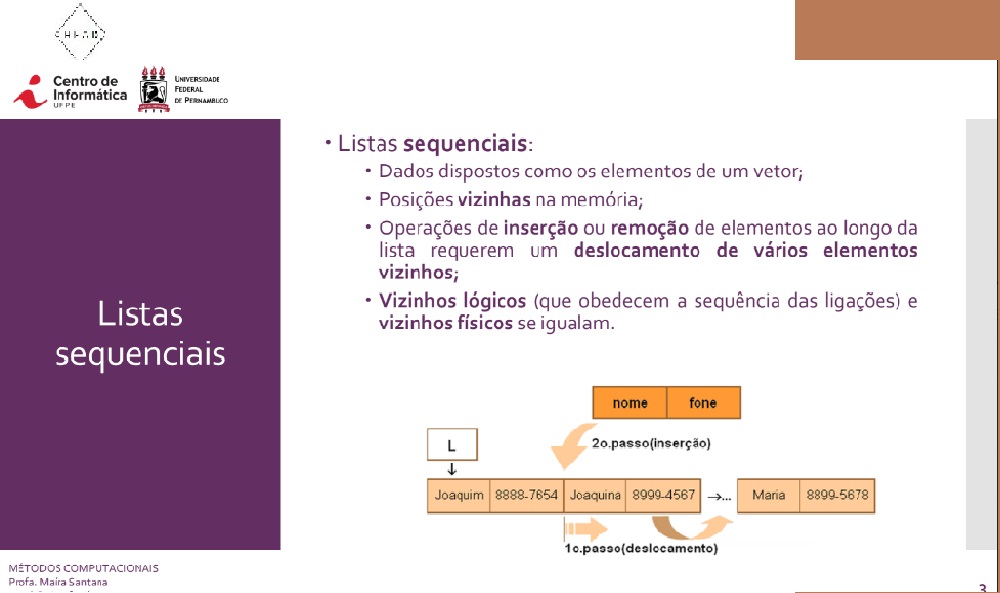 Centro de
Informática
UFPE
UNIVERSIDADE
FEDERAL
DE PERNAMBUCO
Listas
sequenciais
• Listas sequenciais:
• Dados dispostos como os elementos de um vetor;
• Posições vizinhas na memória;
• Operações de inserção ou remoção de elementos ao longo da
lista requerem um deslocamento de vários elementos
vizinhos;
• Vizinhos lógicos (que obedecem a sequência das ligações) e
vizinhos físicos se igualam.
nome fone
2o.passo(inserção)
L
Joaquim 8888-7654 Joaquina 8999-4567 →... Maria 8899-5678
1o.passo(deslocamento)
MÉTODOS COMPUTACIONAIS
Profa. Maíra Santana
3